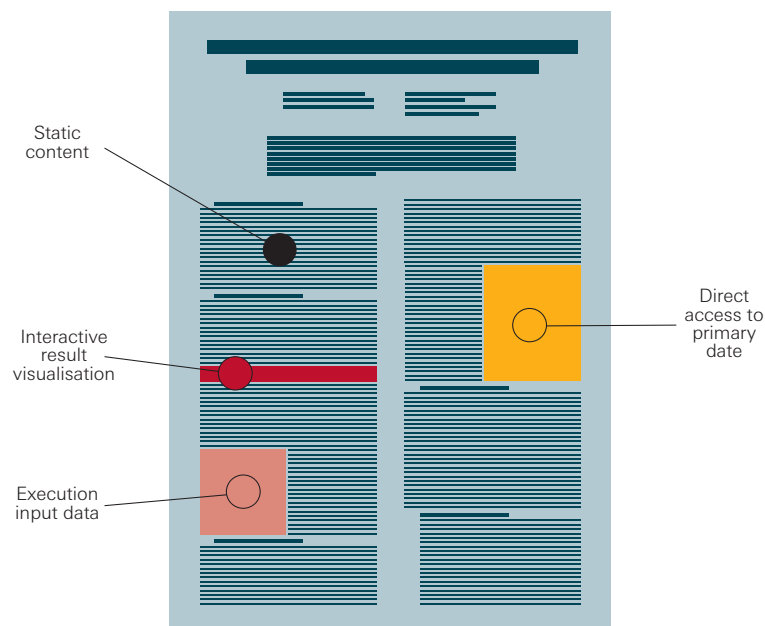 Static
content
Interactive
result
visualisation
Execution
input data
Direct
access to
primary
date